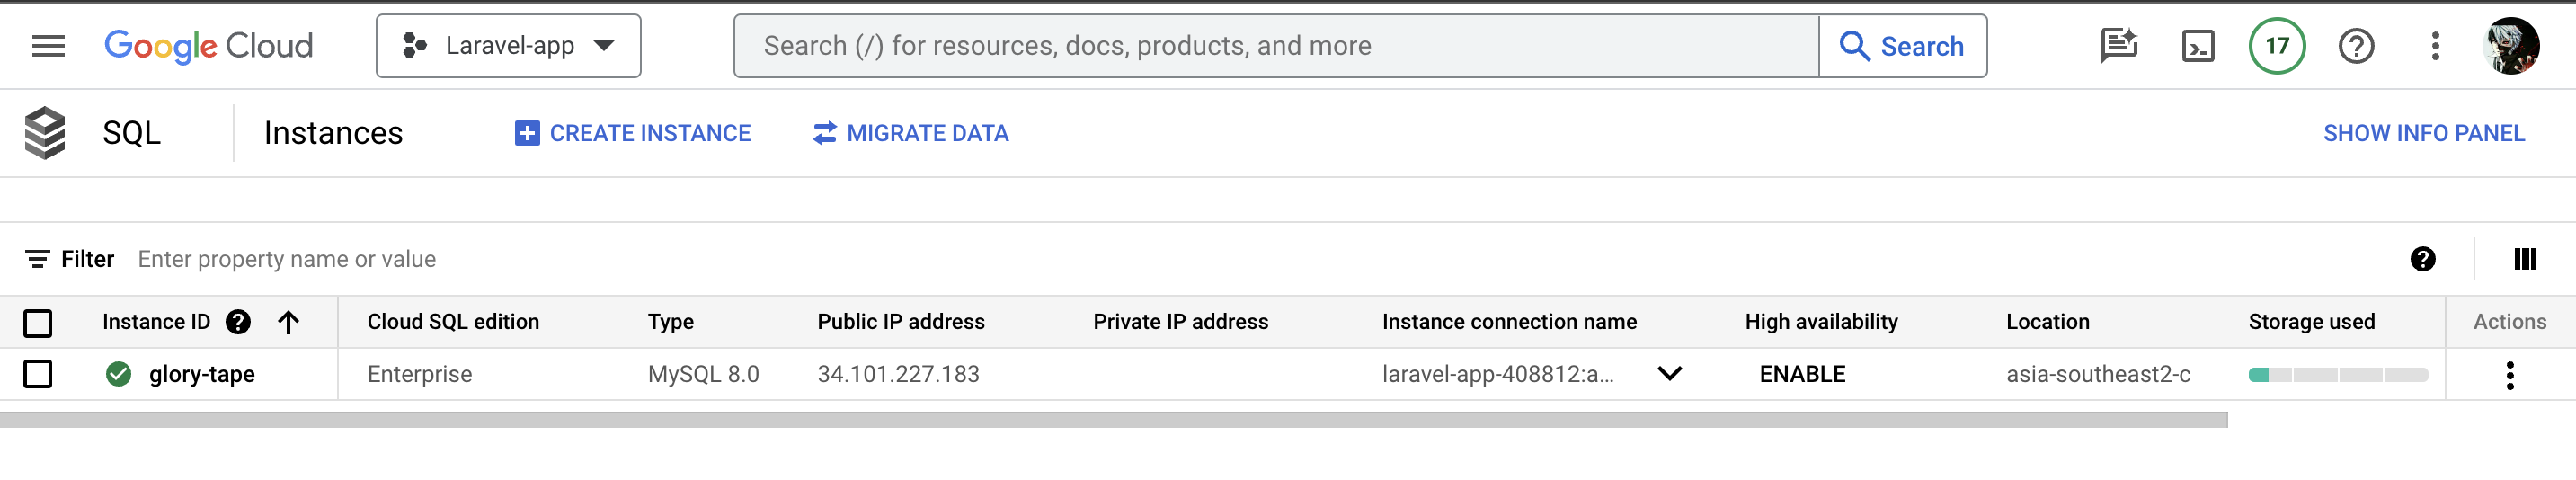 Google Cloud Laravel-app Search (/) for resources, docs, products, and more Search 17
SQL Instances CREATE INSTANCE MIGRATE DATA SHOW INFO PANEL
Filter Enter property name or value
Instance ID Cloud SQL edition Type Public IP address Private IP address Instance connection name High availability Location Storage used Actions
glory-tape Enterprise MySQL 8.0 34.101.227.183 laravel-app-408812:a... ENABLE asia-southeast2-c